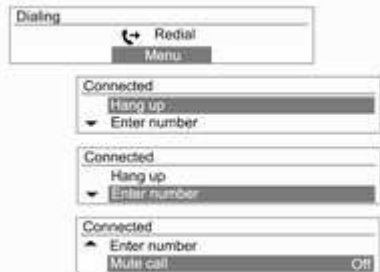 Dialing
Redial
Menu
Connected
Hang up
Enter number
Connected
Hang up
Enter number
Connected
Enter number
Mute call Off